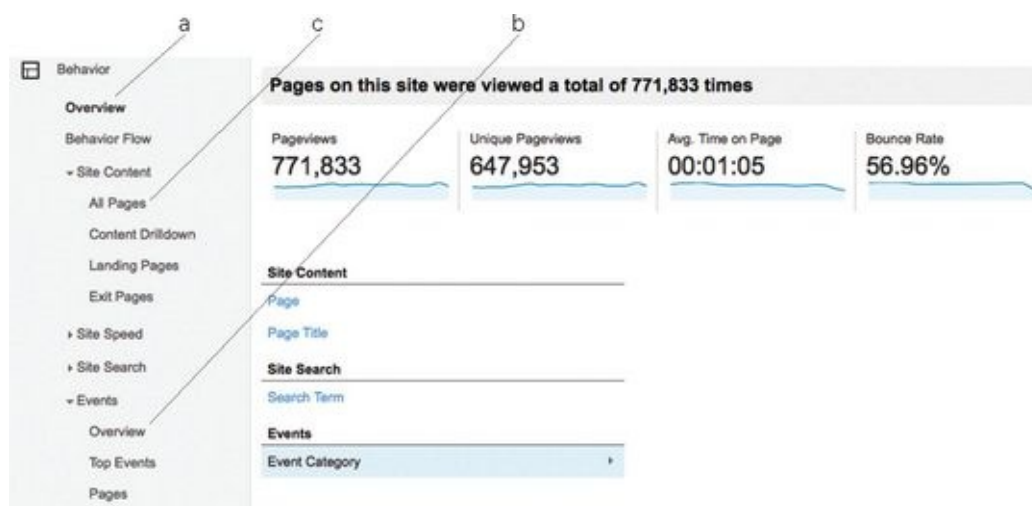 a c b
Behavior
Overview
Behavior Flow
Site Content
All Pages
Content Drilldown
Landing Pages
Exit Pages
Site Speed
Site Search
Events
Overview
Top Events
Pages
Pages on this site were viewed a total of 771,833 times
Pageviews
771,833
Unique Pageviews
647,953
Avg. Time on Page
00:01:05
Bounce Rate
56.96%
Site Content
Page
Page Title
Site Search
Search Term
Events
Event Category